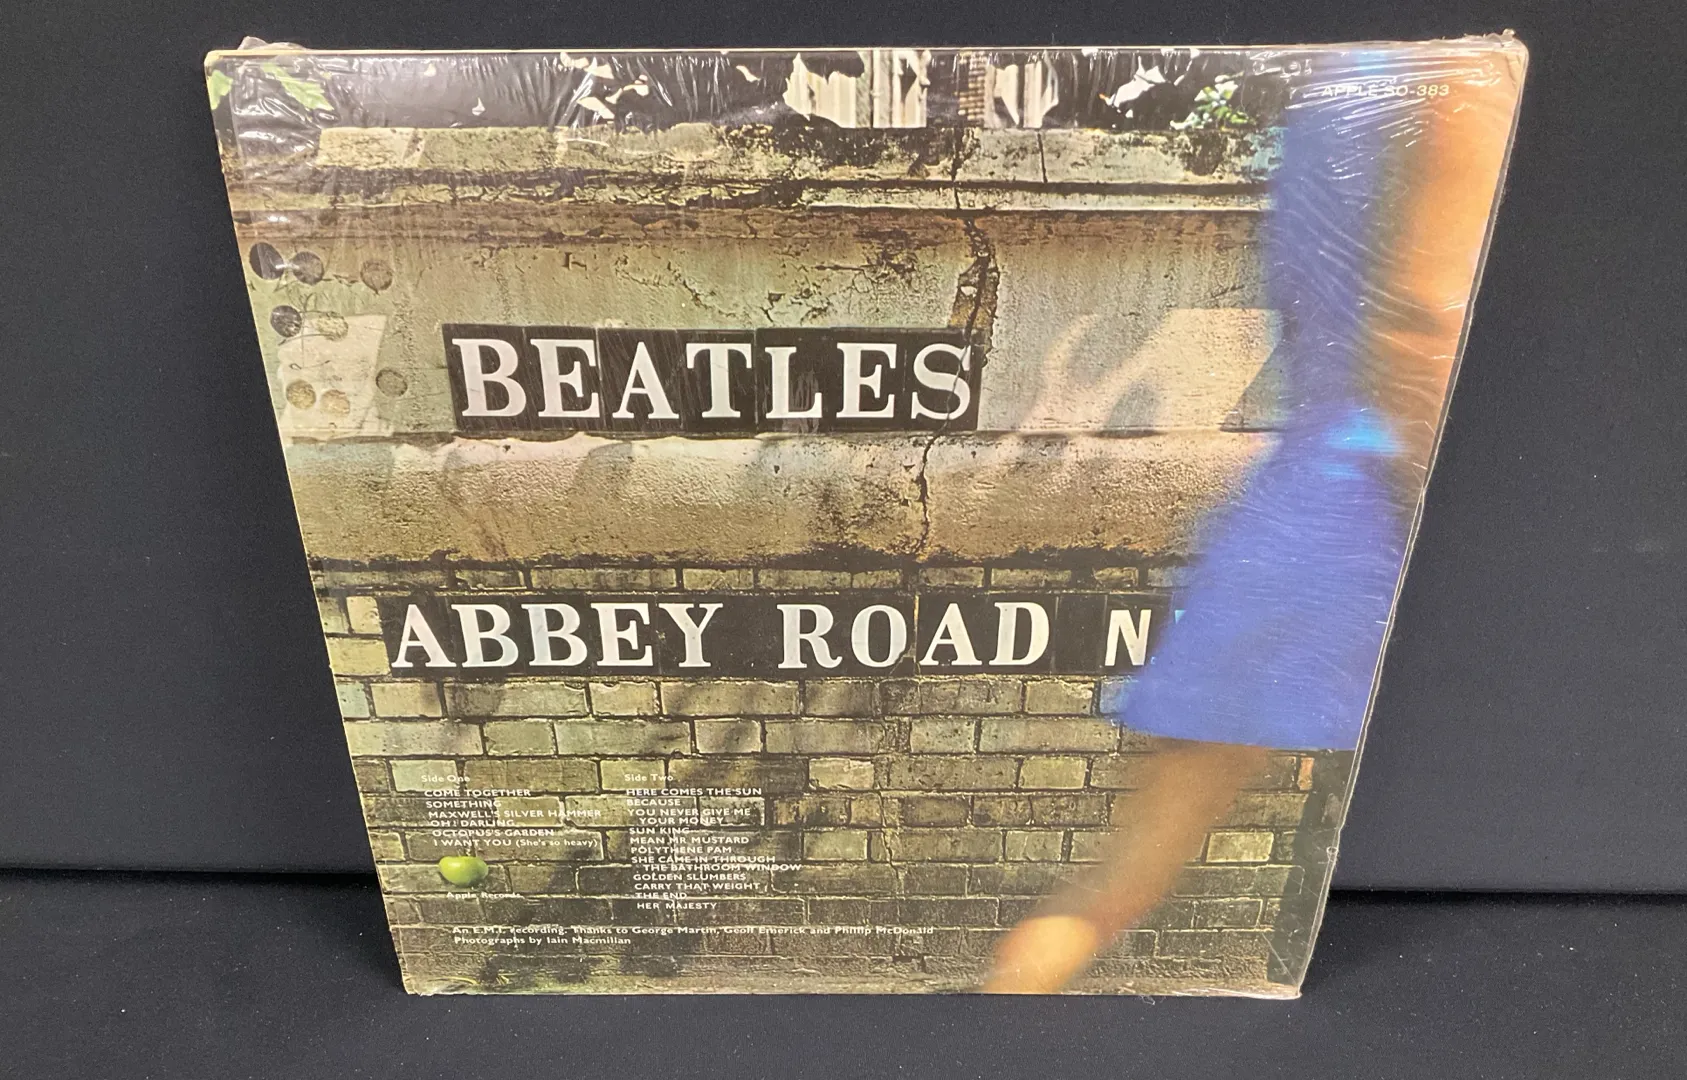 APPLE SO-383
BEATLES
ABBEY ROAD N
Side One
COME TOGETHER
SOMETHING
MAXWELL'S SILVER HAMMER
OH! DARLING
OCTOPUS'S GARDEN
I WANT YOU (She's so heavy)
Apple Records
Side Two
HERE COMES THE SUN
BECAUSE
YOU NEVER GIVE ME
YOUR MONEY
SUN KING
MEAN MR MUSTARD
POLYTHENE PAM
SHE CAME IN THROUGH
THE BATHROOM WINDOW
GOLDEN SLUMBERS
CARRY THAT WEIGHT
THE END
HER MAJESTY
An E.M.I. recording. Thanks to George Martin, Geoff Emerick and Phillip McDonald
Photographs by Iain Macmillan